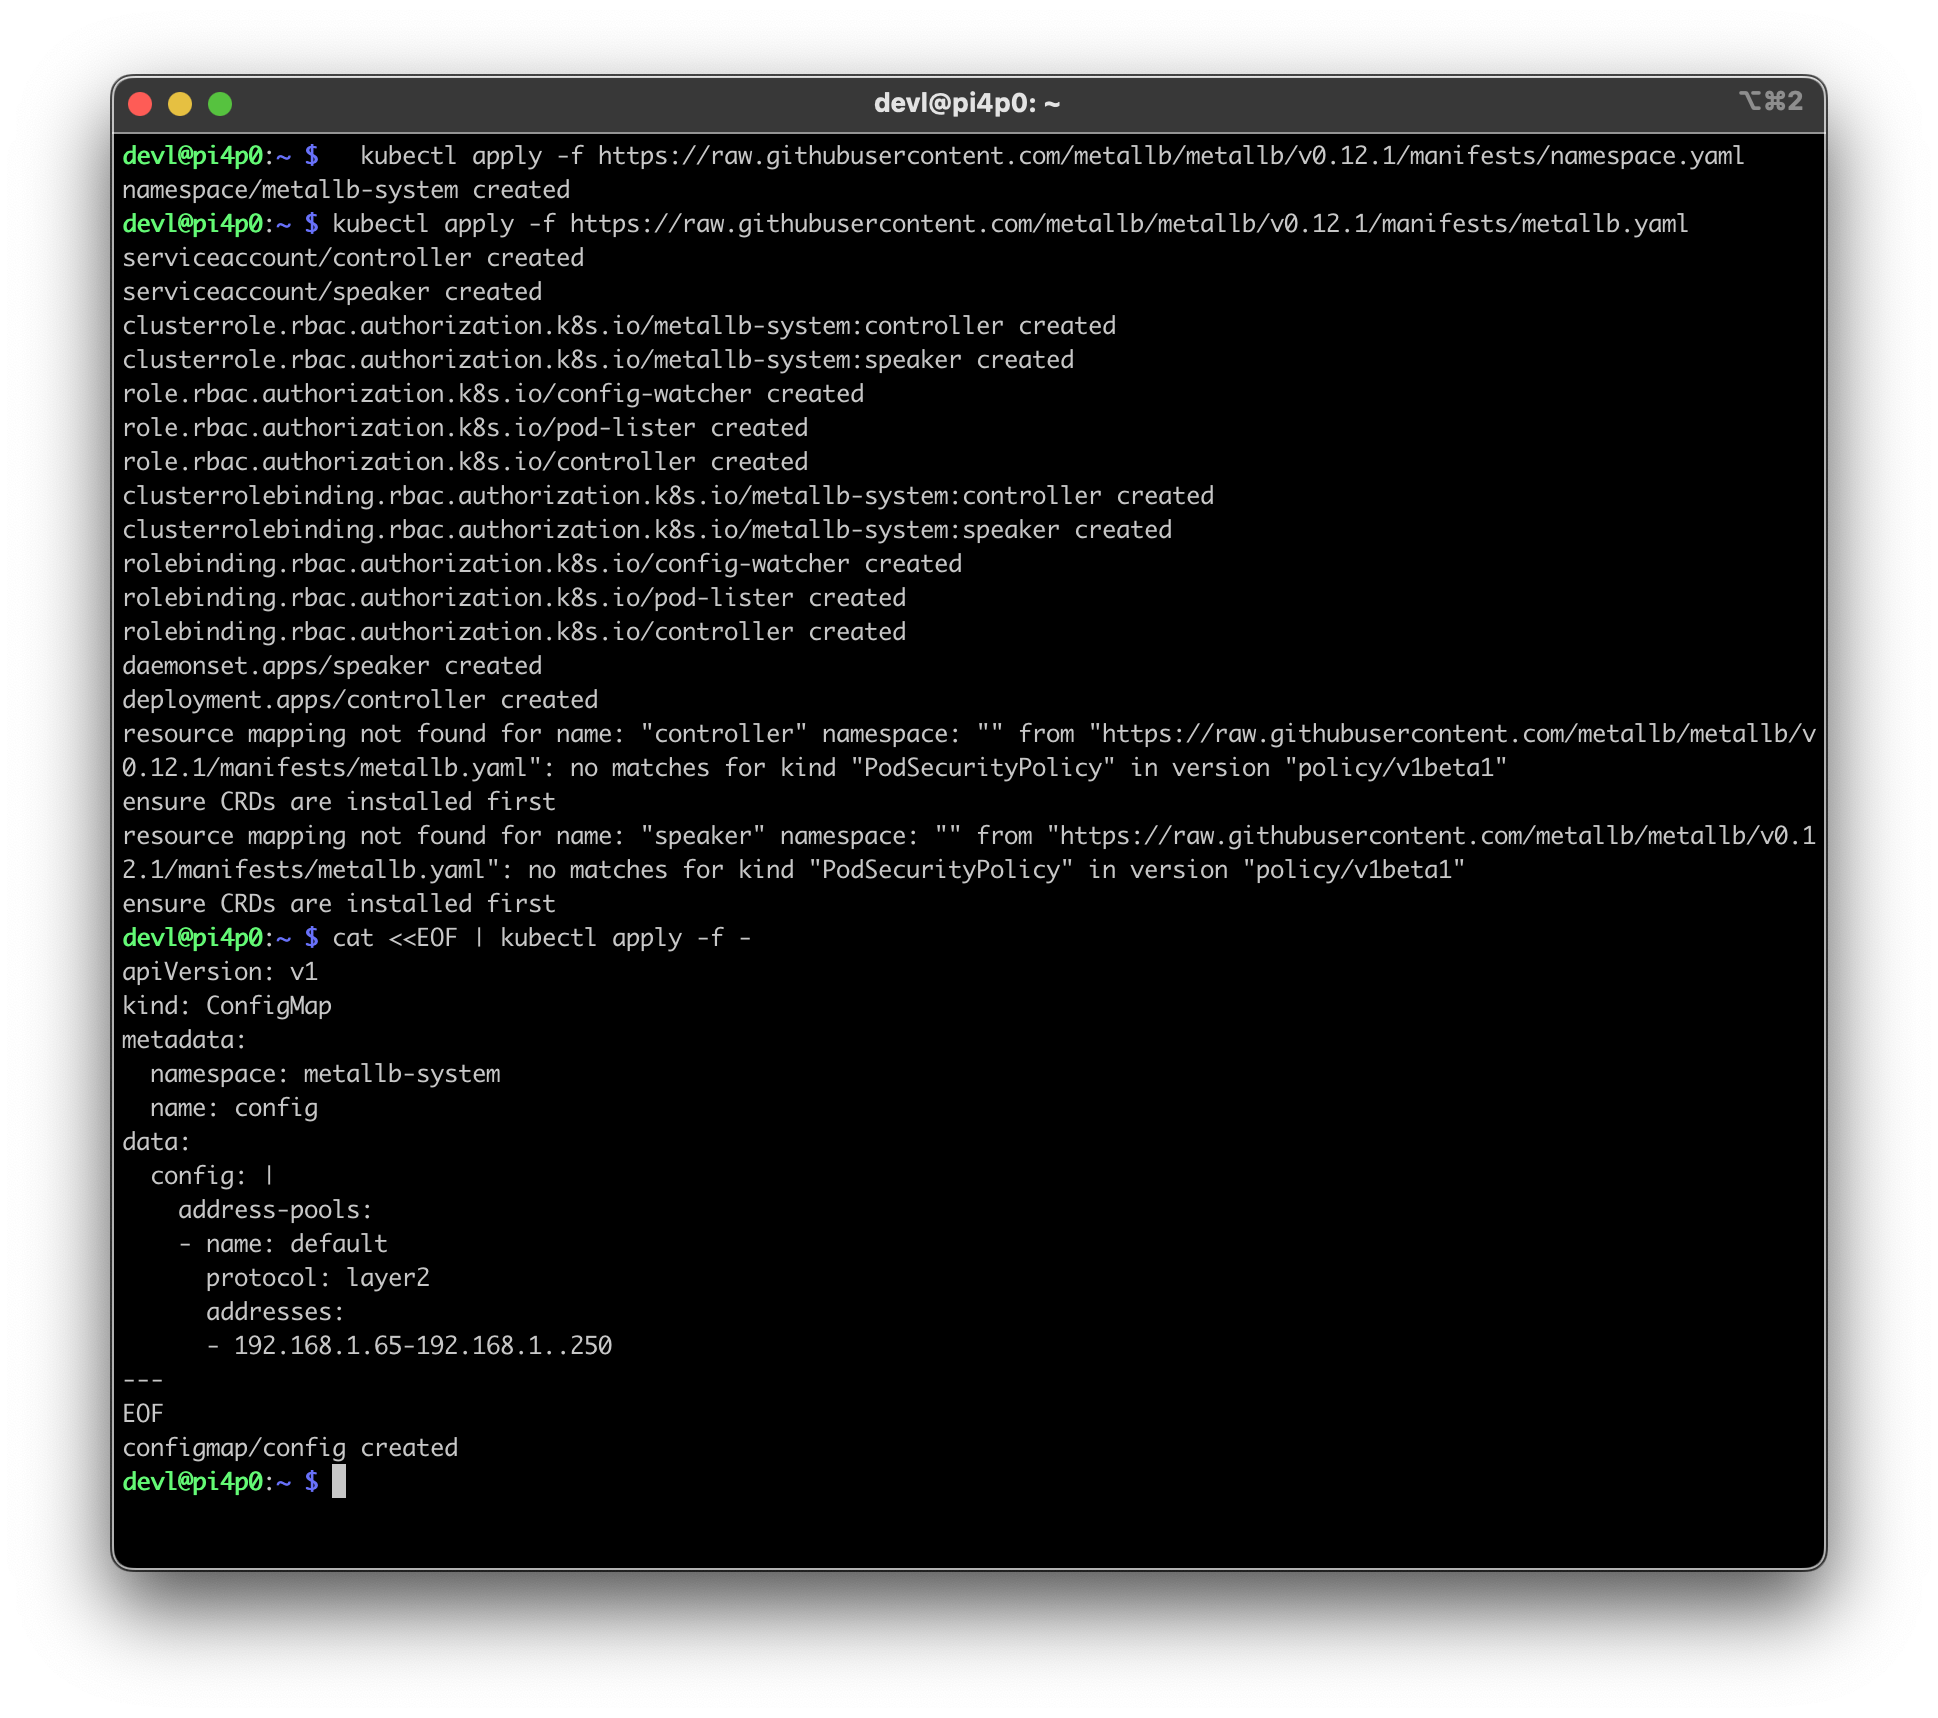 devl@pi4p0: ~
⌥⌘2
devl@pi4p0:~ $   kubectl apply -f https://raw.githubusercontent.com/metallb/metallb/v0.12.1/manifests/namespace.yaml
namespace/metallb-system created
devl@pi4p0:~ $ kubectl apply -f https://raw.githubusercontent.com/metallb/metallb/v0.12.1/manifests/metallb.yaml
serviceaccount/controller created
serviceaccount/speaker created
clusterrole.rbac.authorization.k8s.io/metallb-system:controller created
clusterrole.rbac.authorization.k8s.io/metallb-system:speaker created
role.rbac.authorization.k8s.io/config-watcher created
role.rbac.authorization.k8s.io/pod-lister created
role.rbac.authorization.k8s.io/controller created
clusterrolebinding.rbac.authorization.k8s.io/metallb-system:controller created
clusterrolebinding.rbac.authorization.k8s.io/metallb-system:speaker created
rolebinding.rbac.authorization.k8s.io/config-watcher created
rolebinding.rbac.authorization.k8s.io/pod-lister created
rolebinding.rbac.authorization.k8s.io/controller created
daemonset.apps/speaker created
deployment.apps/controller created
resource mapping not found for name: "controller" namespace: "" from "https://raw.githubusercontent.com/metallb/metallb/v
0.12.1/manifests/metallb.yaml": no matches for kind "PodSecurityPolicy" in version "policy/v1beta1"
ensure CRDs are installed first
resource mapping not found for name: "speaker" namespace: "" from "https://raw.githubusercontent.com/metallb/metallb/v0.1
2.1/manifests/metallb.yaml": no matches for kind "PodSecurityPolicy" in version "policy/v1beta1"
ensure CRDs are installed first
devl@pi4p0:~ $ cat <<EOF | kubectl apply -f -
apiVersion: v1
kind: ConfigMap
metadata:
  namespace: metallb-system
  name: config
data:
  config: |
    address-pools:
    - name: default
      protocol: layer2
      addresses:
      - 192.168.1.65-192.168.1..250
---
EOF
configmap/config created
devl@pi4p0:~ $